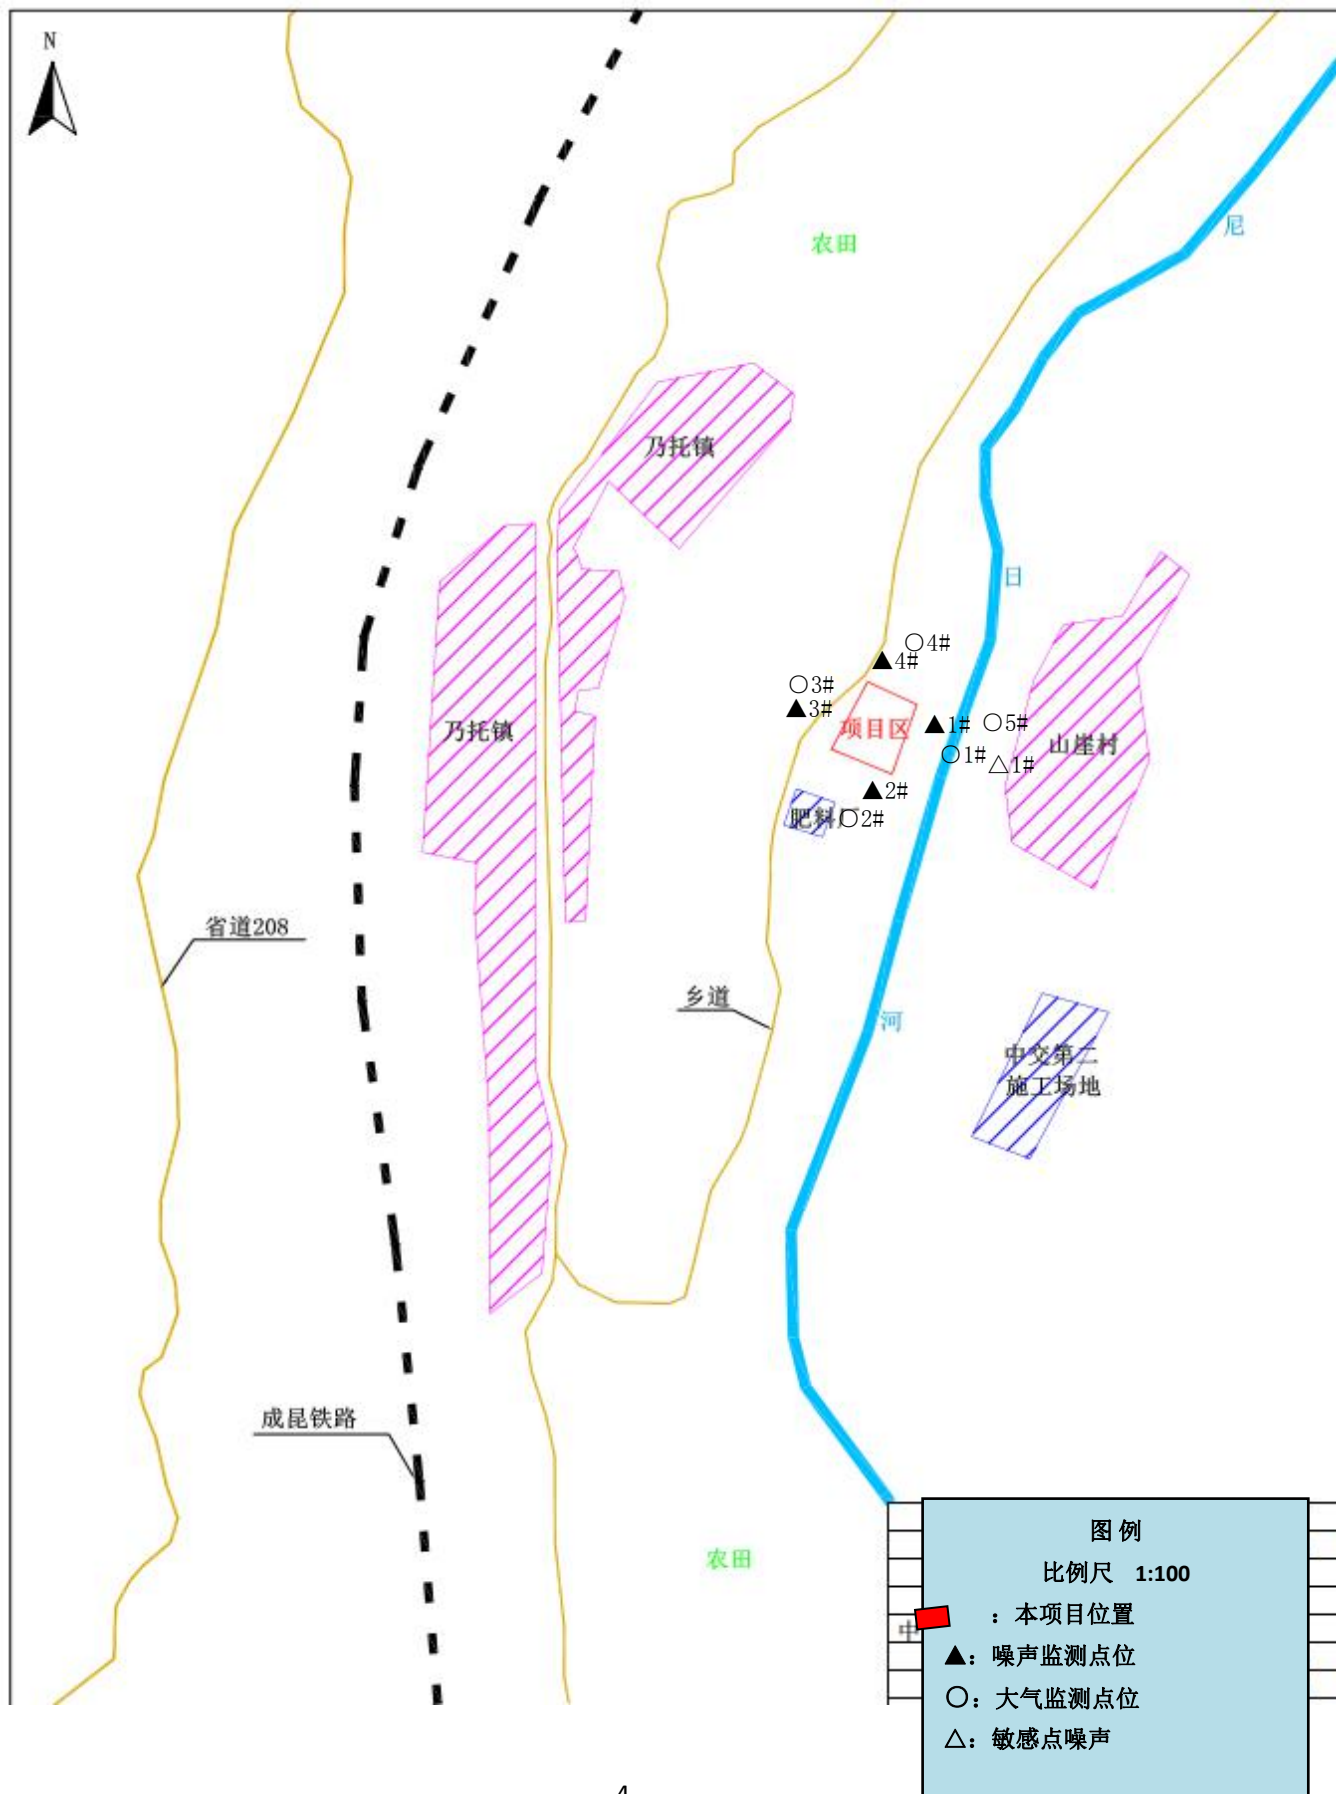 N
尼
农田
乃托镇
日
○4#
▲4#
○3#
▲3#
项目区
▲1#
○5#
乃托镇
山崖村
○1#
△1#
▲2#
肥料厂
○2#
省道208
乡道
河
中交第二
施工场地
成昆铁路
农田
图例
比例尺 1:100
：本项目位置
中
▲：噪声监测点位
○：大气监测点位
△：敏感点噪声
4